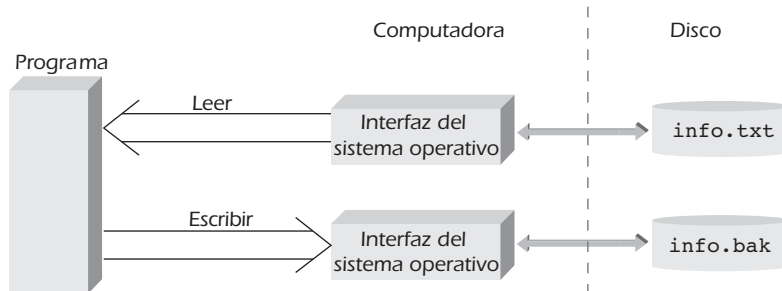 Computadora
Disco
Programa
Leer
Interfaz del
sistema operativo
info.txt
Escribir
Interfaz del
sistema operativo
info.bak